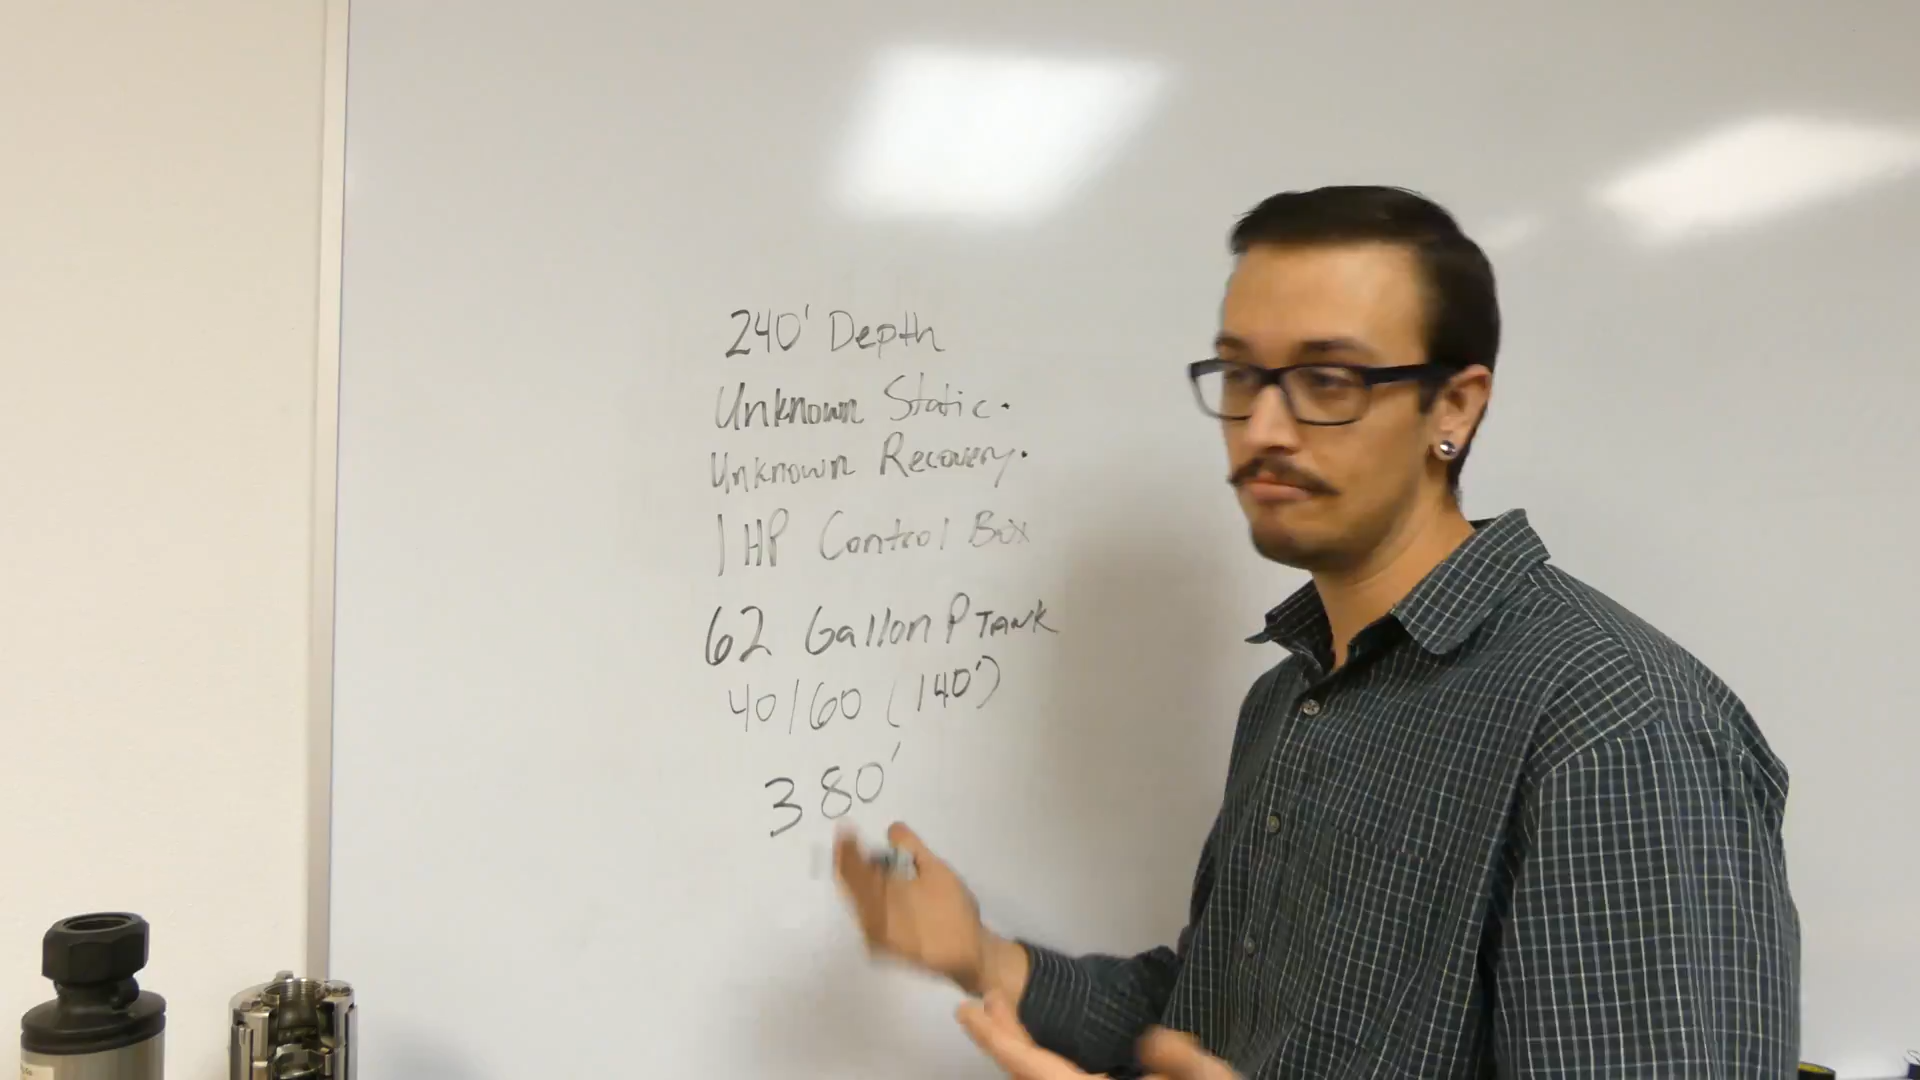 240' Depth
Unknown Static.
Unknown Recovery.
1 HP Control Box
62 Gallon P TANK
40/60 (140')
380'